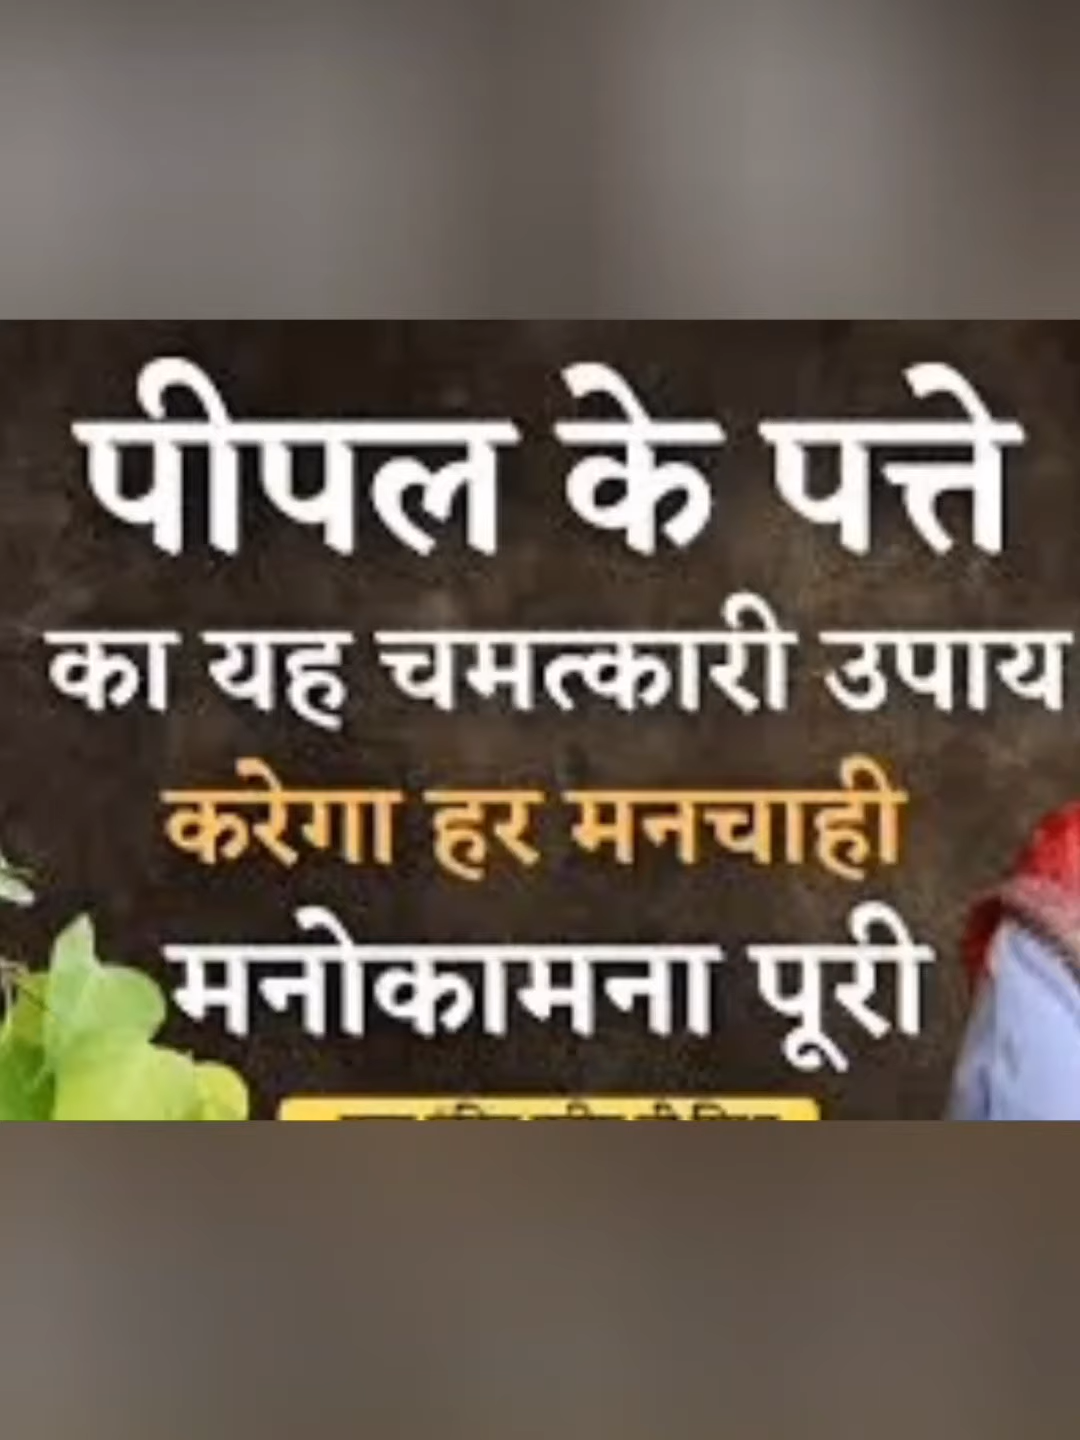 पीपल के पत्ते
का यह चमत्कारी उपाय
करेगा हर मनचाही
मनोकामना पूरी